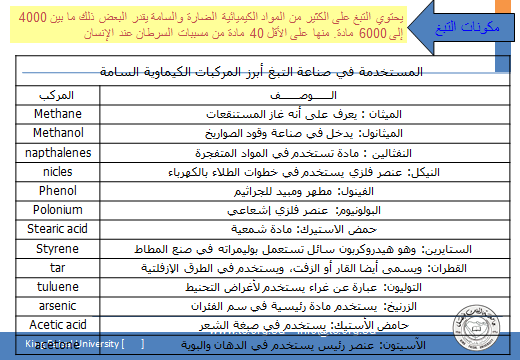 مكونات التبغ
يحتوي التبغ على الكثير من المواد الكيميائية الضارة والسامة يقدر البعض ذلك ما بين 4000
إلى 6000 مادة. منها على الأقل 40 مادة من مسببات السرطان عند الإنسان
المستخدمة في صناعة التبغ أبرز المركبات الكيماوية السامة
المركب الــــوصــــف
Methane الميثان : يعرف على أنه غاز المستنقعات
Methanol الميثانول: يدخل في صناعة وقود الصواريخ
napthalenes النفثالين : مادة تستخدم في المواد المتفجرة
nicles النيكل: عنصر فلزي يستخدم في خطوات الطلاء بالكهرباء
Phenol الفينول: مطهر ومبيد للجراثيم
Polonium البولونيوم: عنصر فلزي إشعاعي
Stearic acid حمض الاستيرك: مادة شمعية
Styrene الستايرين: وهو هيدروكربون سائل تستعمل بوليمراته في صنع المطاط
tar القطران: ويسمى أيضا القار أو الزفت، ويستخدم في الطرق الإزفلتية
tuluene التوليون: عبارة عن غراء يستخدم لأغراض التحنيط
arsenic الزرنيخ: يستخدم مادة رئيسية في سم الفئران
Acetic acid حامض الأستيك: يستخدم في صبغة الشعر
acetone الأسيتون: عنصر رئيس يستخدم في الدهان والبوية
King Saud University [ ]